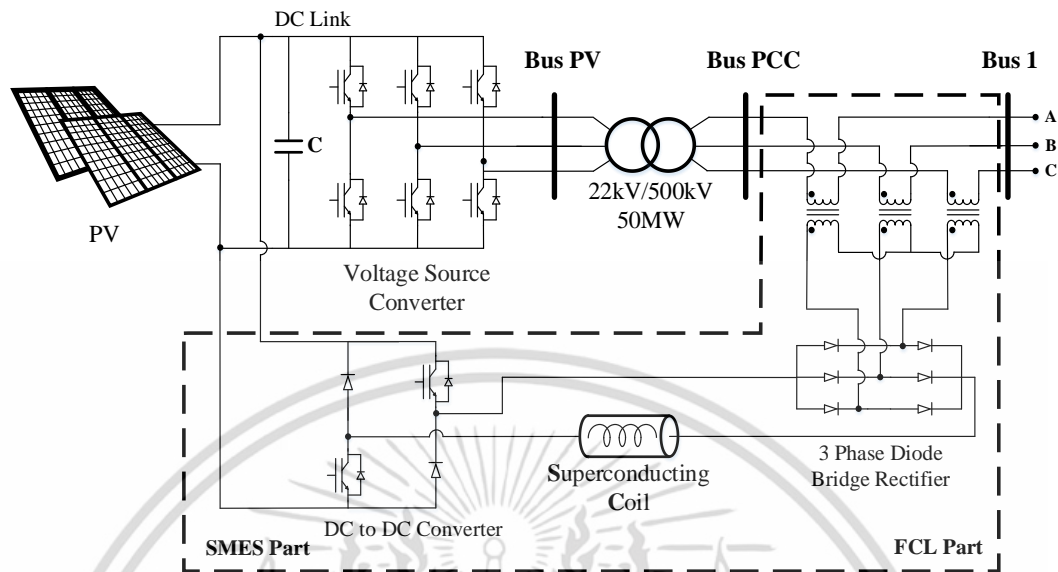 DC Link
Bus PV
Bus PCC
Bus 1
A
B
C
C
PV
22kV/500kV
50MW
Voltage Source
Converter
3 Phase Diode
Bridge Rectifier
Superconducting
Coil
DC to DC Converter
SMES Part
FCL Part